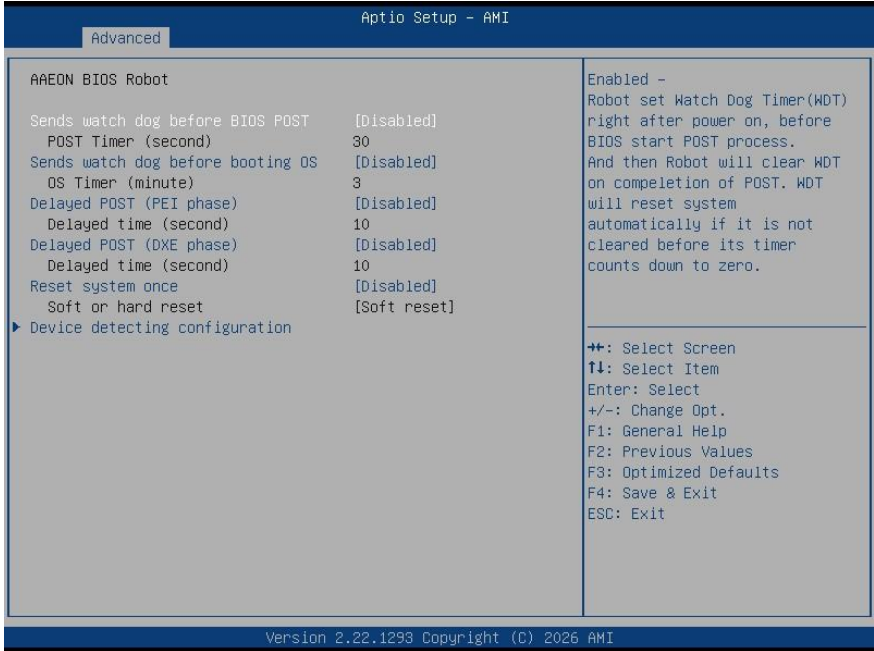 Aptio Setup – AMI
Advanced
AAEON BIOS Robot
Sends watch dog before BIOS POST [Disabled]
POST Timer (second) 30
Sends watch dog before booting OS [Disabled]
OS Timer (minute) 3
Delayed POST (PEI phase) [Disabled]
Delayed time (second) 10
Delayed POST (DXE phase) [Disabled]
Delayed time (second) 10
Reset system once [Disabled]
Soft or hard reset [Soft reset]
Device detecting configuration
Enabled –
Robot set Watch Dog Timer(WDT)
right after power on, before
BIOS start POST process.
And then Robot will clear WDT
on compeletion of POST. WDT
will reset system
automatically if it is not
cleared before its timer
counts down to zero.
→←: Select Screen
↑↓: Select Item
Enter: Select
+/-: Change Opt.
F1: General Help
F2: Previous Values
F3: Optimized Defaults
F4: Save & Exit
ESC: Exit
Version 2.22.1293 Copyright (C) 2026 AMI